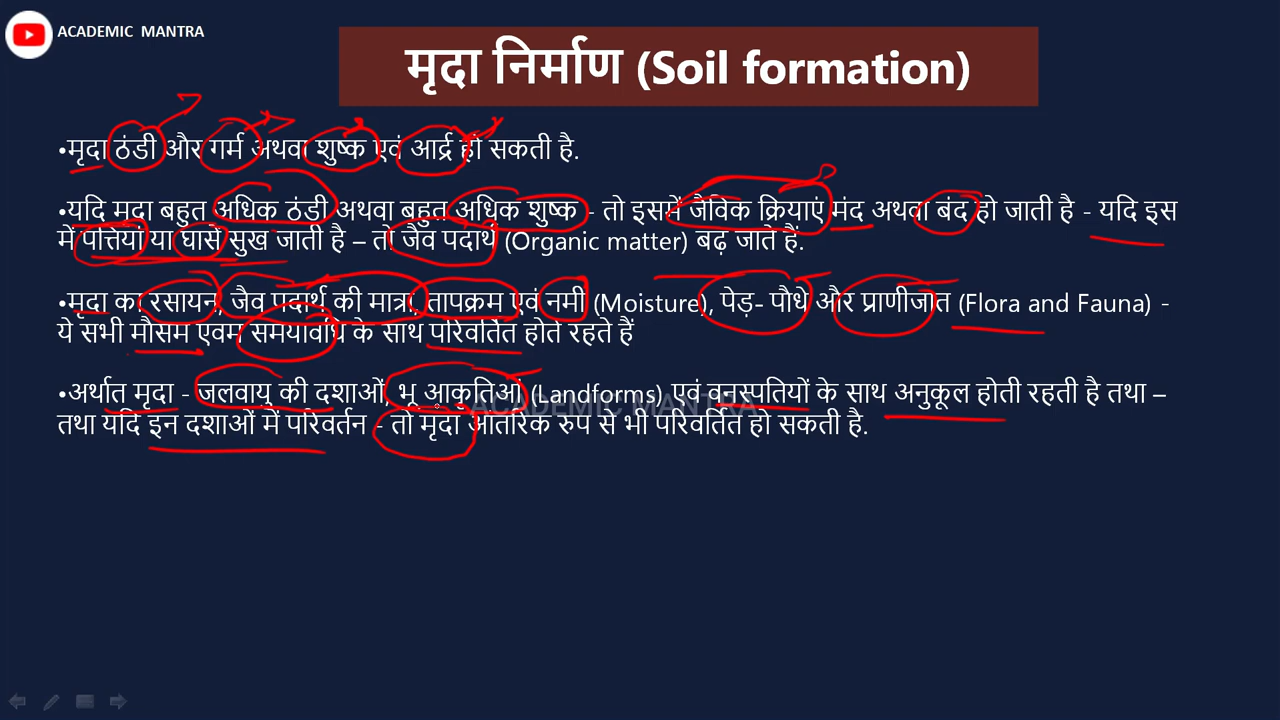 ACADEMIC MANTRA
मृदा निर्माण (Soil formation)
•मृदा ठंडी और गर्म अथवा शुष्क एवं आर्द्र हो सकती है.
•यदि मृदा बहुत अधिक ठंडी अथवा बहुत अधिक शुष्क - तो इसमें जैविक क्रियाएं मंद अथवा बंद हो जाती है - यदि इस
में पत्तियां या घासें सुख जाती है – तो जैव पदार्थ (Organic matter) बढ़ जाते हैं.
•मृदा का रसायन, जैव पदार्थ की मात्रा, तापक्रम एवं नमी (Moisture), पेड़- पौधे और प्राणीजात (Flora and Fauna) -
ये सभी मौसम एवम समयावधि के साथ परिवर्तित होते रहते हैं
•अर्थात मृदा - जलवायु की दशाओं, भू आकृतिआं (Landforms) एवं वनस्पतियों के साथ अनुकूल होती रहती है तथा –
तथा यदि इन दशाओं में परिवर्तन - तो मृदा आंतरिक रुप से भी परिवर्तित हो सकती है.
ACADEMIC MANTRA